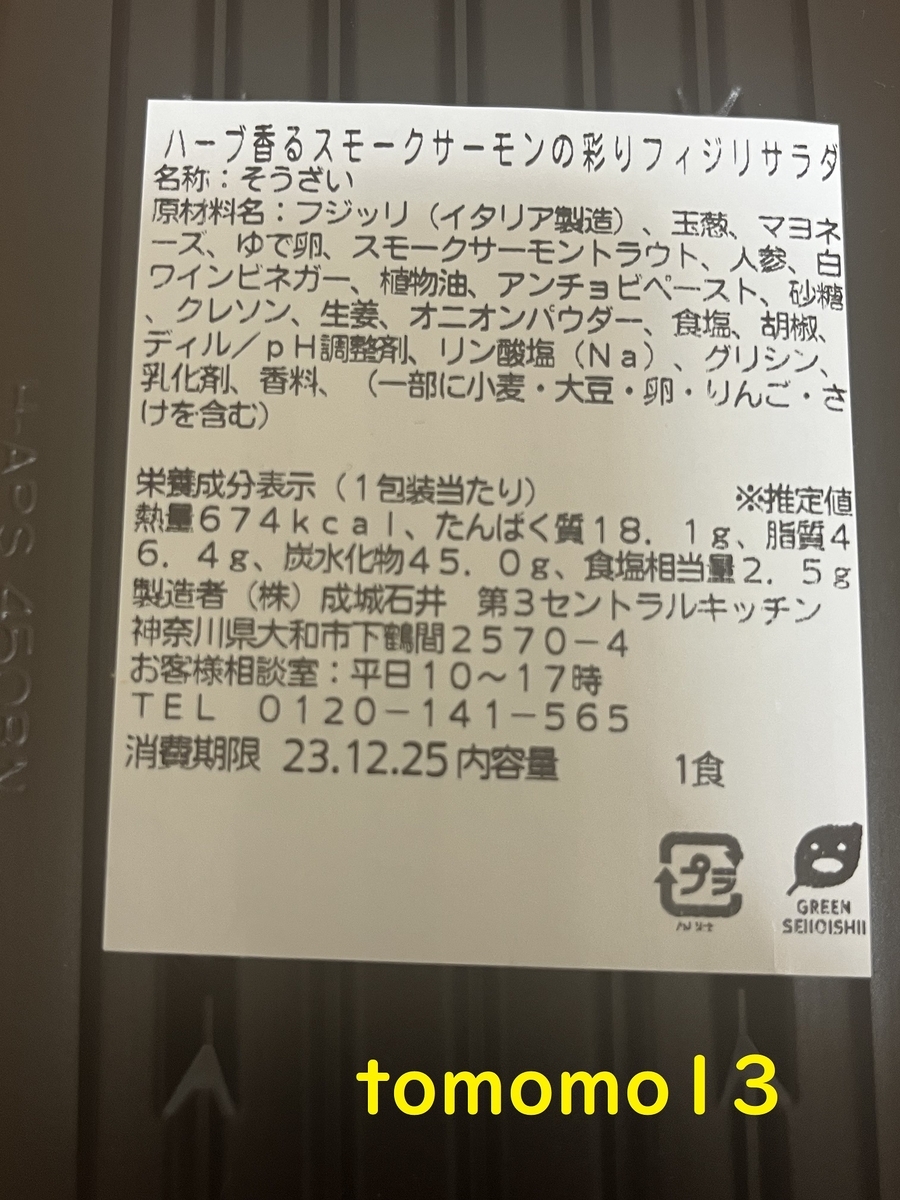 ハーブ香るスモークサーモンの彩りフィジリサラダ
名称：そうざい
原材料名：フジッリ（イタリア製造）、玉葱、マヨネ
ーズ、ゆで卵、スモークサーモントラウト、人参、白
ワインビネガー、植物油、アンチョビペースト、砂糖
、クレソン、生姜、オニオンパウダー、食塩、胡椒、
ディル／ｐＨ調整剤、リン酸塩（Ｎａ）、グリシン、
乳化剤、香料、（一部に小麦・大豆・卵・りんご・さ
けを含む）
栄養成分表示（１包装当たり）　※推定値
熱量６７４ｋｃａｌ、たんぱく質１８．１ｇ、脂質４
６．４ｇ、炭水化物４５．０ｇ、食塩相当量２．５ｇ
製造者（株）成城石井　第３セントラルキッチン
神奈川県大和市下鶴間２５７０－４
お客様相談室：平日１０～１７時
ＴＥＬ　０１２０－１４１－５６５
消費期限 23.12.25 内容量　1食
プラ
GREEN
SEIJOISHII
tomomo13